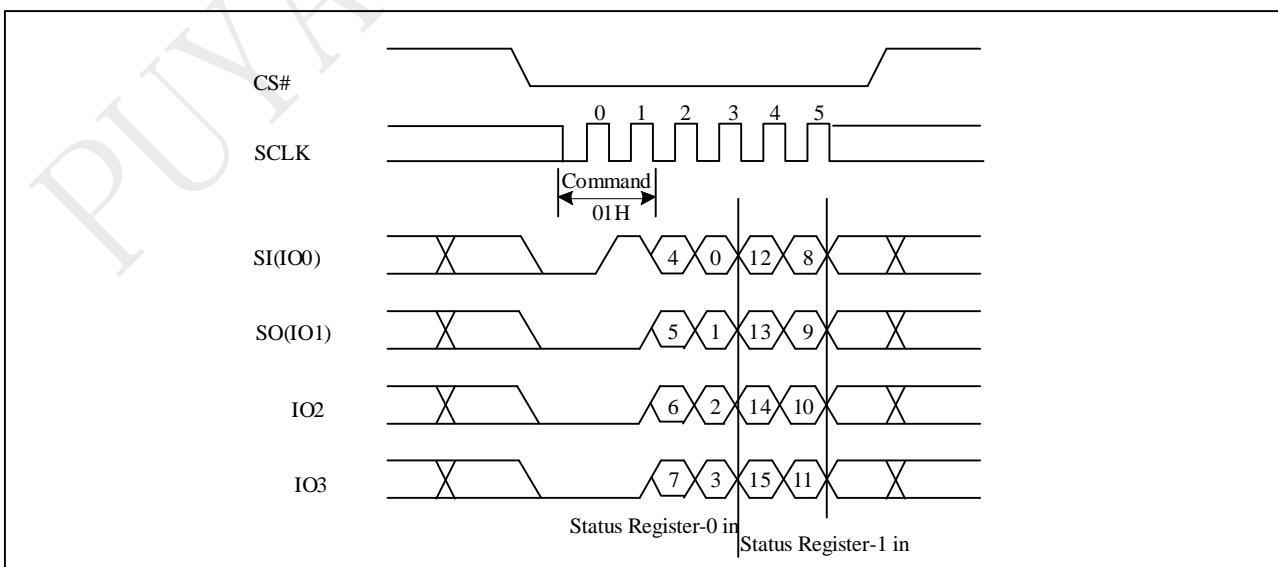 PUYA
CS#
0 1 2 3 4 5
SCLK
Command
01H
SI(IO0) 4 0 12 8
SO(IO1) 5 1 13 9
IO2 6 2 14 10
IO3 7 3 15 11
Status Register-0 in
Status Register-1 in